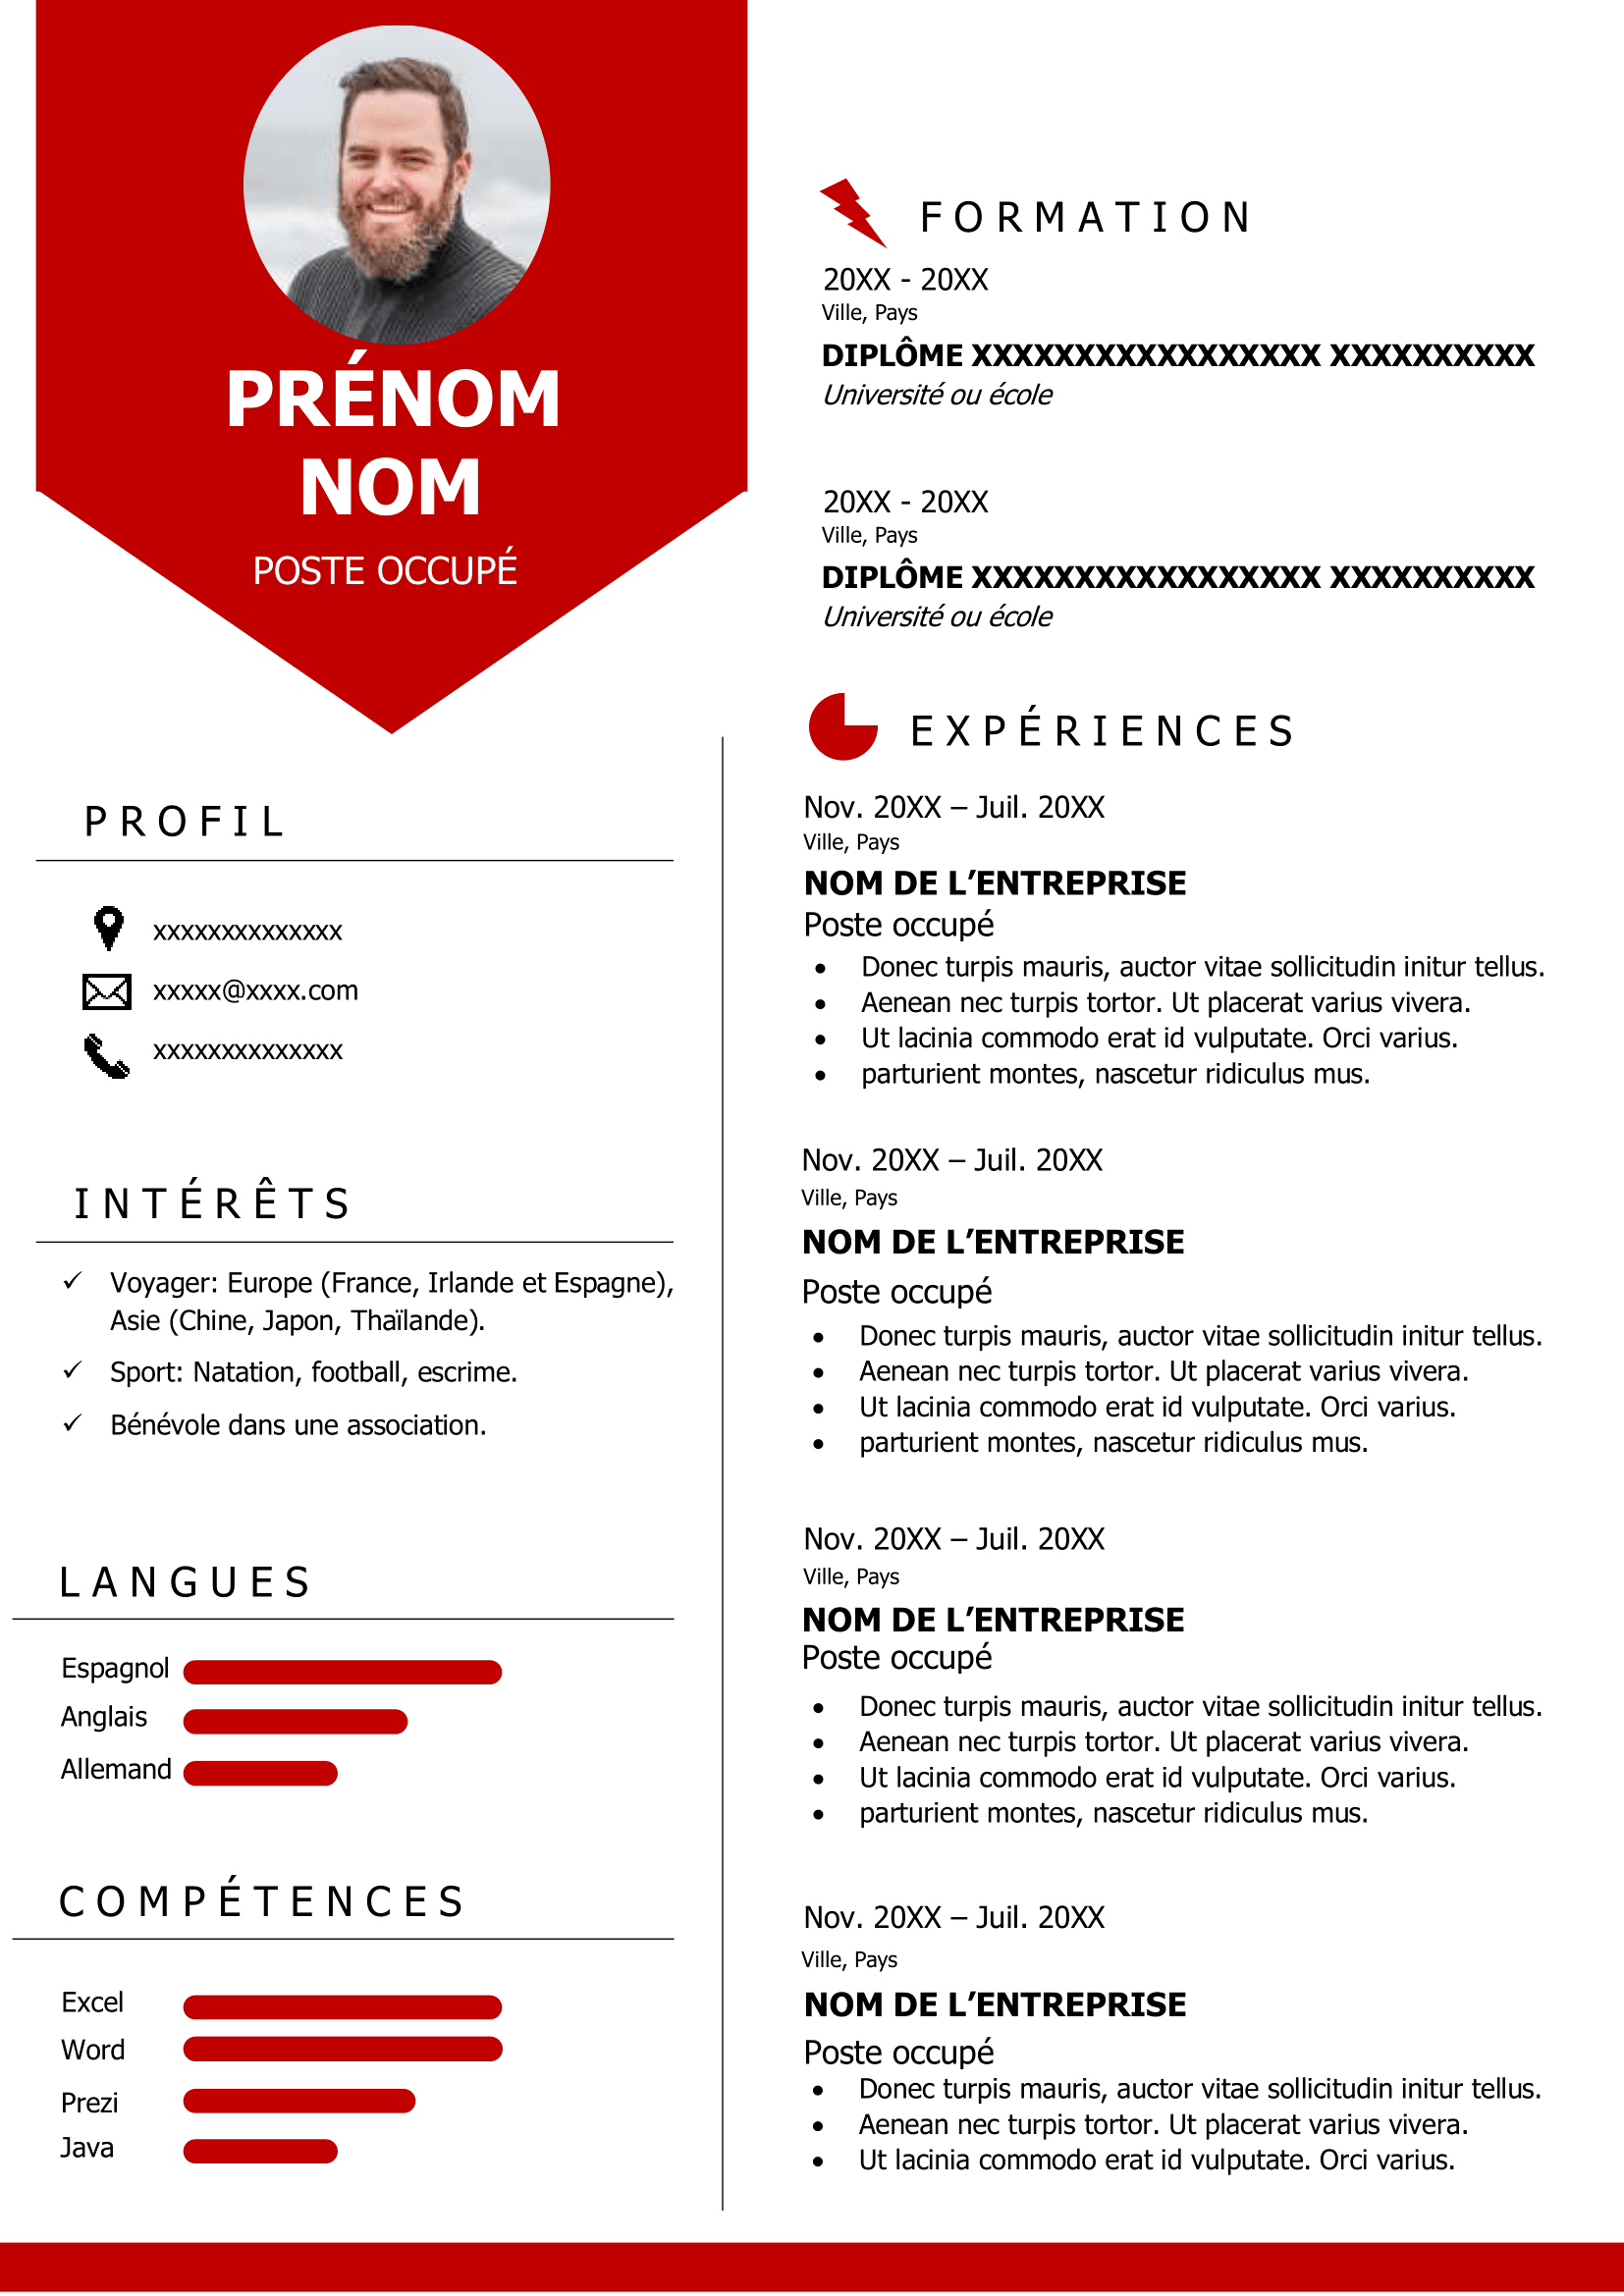 PRÉNOM
NOM
POSTE OCCUPÉ
PROFIL
xxxxxxxxxxxxxx
xxxxx@xxxx.com
xxxxxxxxxxxxxx
INTÉRÊTS
Voyager: Europe (France, Irlande et Espagne),
Asie (Chine, Japon, Thaïlande).
Sport: Natation, football, escrime.
Bénévole dans une association.
LANGUES
Espagnol
Anglais
Allemand
COMPÉTENCES
Excel
Word
Prezi
Java
FORMATION
20XX - 20XX
Ville, Pays
DIPLÔME XXXXXXXXXXXXXXXXX XXXXXXXXXX
Université ou école
20XX - 20XX
Ville, Pays
DIPLÔME XXXXXXXXXXXXXXXXX XXXXXXXXXX
Université ou école
EXPÉRIENCES
Nov. 20XX – Juil. 20XX
Ville, Pays
NOM DE L’ENTREPRISE
Poste occupé
• Donec turpis mauris, auctor vitae sollicitudin initur tellus.
• Aenean nec turpis tortor. Ut placerat varius vivera.
• Ut lacinia commodo erat id vulputate. Orci varius.
• parturient montes, nascetur ridiculus mus.
Nov. 20XX – Juil. 20XX
Ville, Pays
NOM DE L’ENTREPRISE
Poste occupé
• Donec turpis mauris, auctor vitae sollicitudin initur tellus.
• Aenean nec turpis tortor. Ut placerat varius vivera.
• Ut lacinia commodo erat id vulputate. Orci varius.
• parturient montes, nascetur ridiculus mus.
Nov. 20XX – Juil. 20XX
Ville, Pays
NOM DE L’ENTREPRISE
Poste occupé
• Donec turpis mauris, auctor vitae sollicitudin initur tellus.
• Aenean nec turpis tortor. Ut placerat varius vivera.
• Ut lacinia commodo erat id vulputate. Orci varius.
• parturient montes, nascetur ridiculus mus.
Nov. 20XX – Juil. 20XX
Ville, Pays
NOM DE L’ENTREPRISE
Poste occupé
• Donec turpis mauris, auctor vitae sollicitudin initur tellus.
• Aenean nec turpis tortor. Ut placerat varius vivera.
• Ut lacinia commodo erat id vulputate. Orci varius.